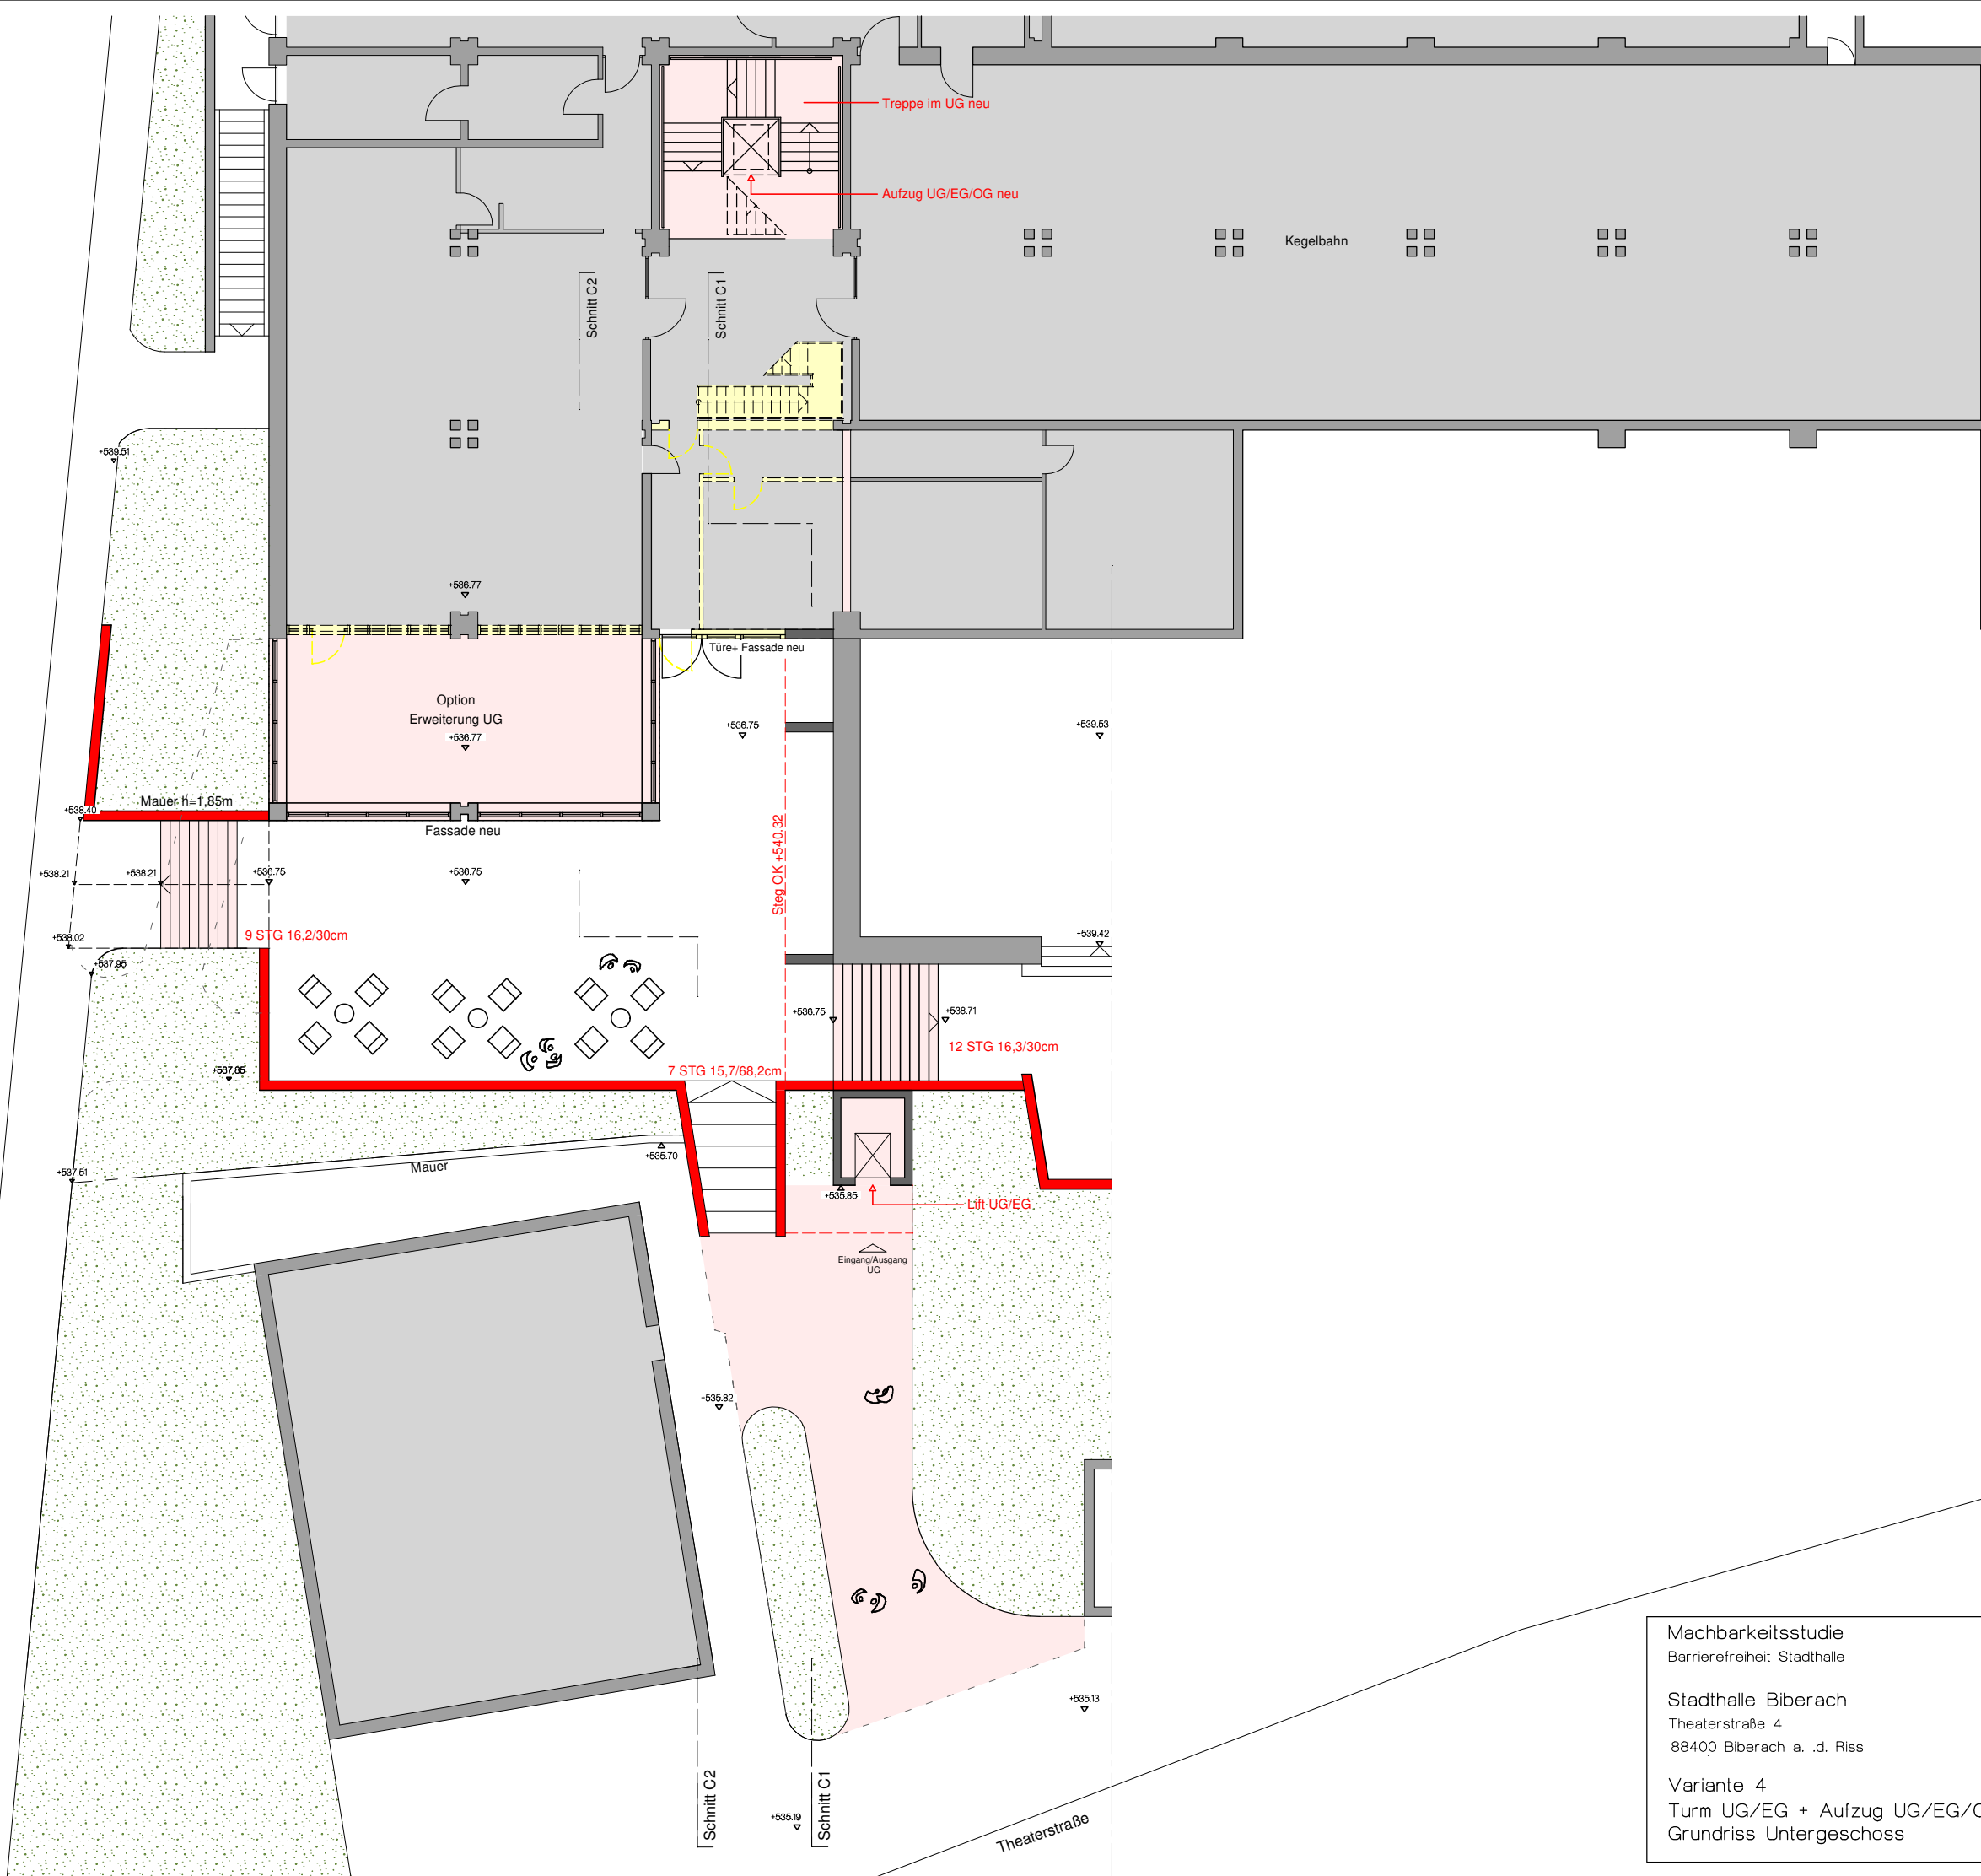 Treppe im UG neu
Aufzug UG/EG/OG neu
Kegelbahn
Schnitt C2
Schnitt C1
+539.51
+536.77
Türe+ Fassade neu
Option
Erweiterung UG
+536.77
+536.75
+539.53
Mauer h=1,85m
+538.40
Fassade neu
Steg OK +540.32
+538.21
+538.21
+536.75
+536.75
+538.02
9 STG 16,2/30cm
+539.42
+537.95
+536.75
+538.71
12 STG 16,3/30cm
+537.85
7 STG 15,7/68,2cm
+535.70
Mauer
+537.51
+535.85
Lift UG/EG
Eingang/Ausgang
UG
+535.82
+535.13
+535.19
Schnitt C2
Schnitt C1
Theaterstraße
Machbarkeitsstudie
Barrierefreiheit Stadthalle
Stadthalle Biberach
Theaterstraße 4
88400 Biberach a. .d. Riss
Variante 4
Turm UG/EG + Aufzug UG/EG/
Grundriss Untergeschoss